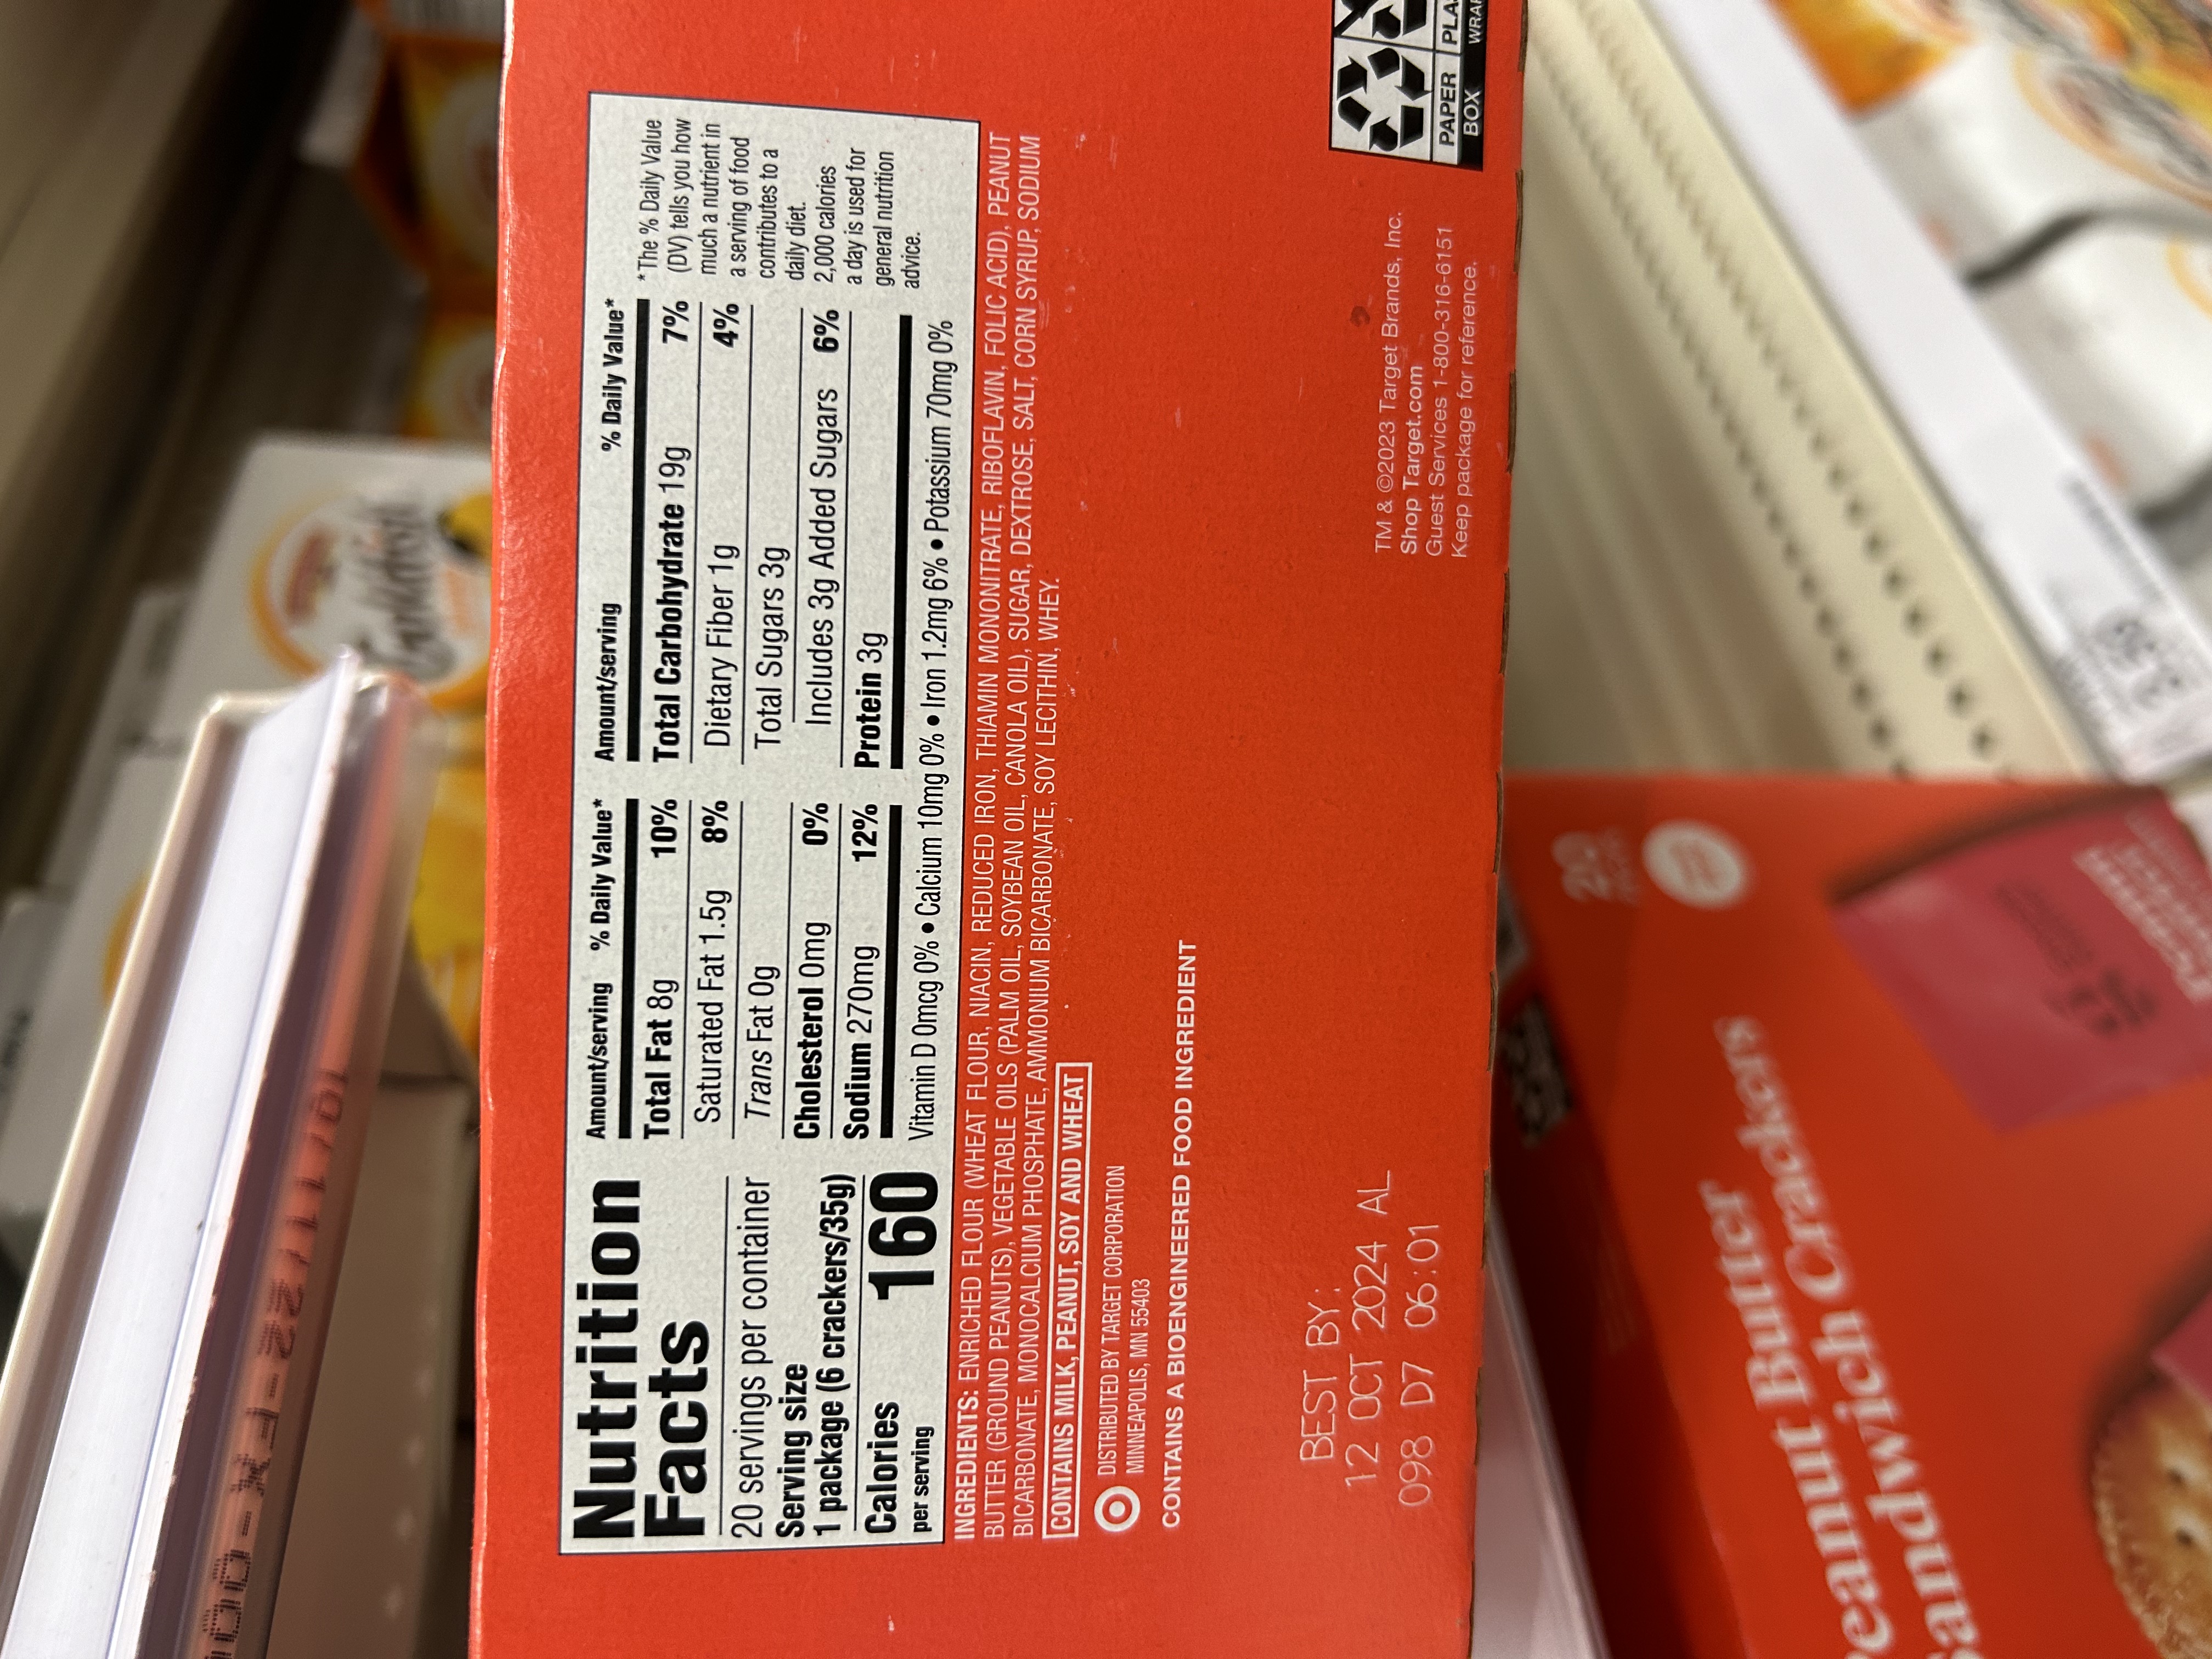 Goldfish
Nutrition
Facts
20 servings per container
Serving size
1 package (6 crackers/35g)
Calories
per serving
160
Amount/serving % Daily Value*
Total Fat 8g 10%
Saturated Fat 1.5g 8%
Trans Fat 0g
Cholesterol 0mg 0%
Sodium 270mg 12%
Amount/serving % Daily Value*
Total Carbohydrate 19g 7%
Dietary Fiber 1g 4%
Total Sugars 3g
Includes 3g Added Sugars 6%
Protein 3g
Vitamin D 0mcg 0% • Calcium 10mg 0% • Iron 1.2mg 6% • Potassium 70mg 0%
*The % Daily Value
(DV) tells you how
much a nutrient in
a serving of food
contributes to a
daily diet.
2,000 calories
a day is used for
general nutrition
advice.
INGREDIENTS: ENRICHED FLOUR (WHEAT FLOUR, NIACIN, REDUCED IRON, THIAMIN MONONITRATE, RIBOFLAVIN, FOLIC ACID), PEANUT
BUTTER (GROUND PEANUTS), VEGETABLE OILS (PALM OIL, SOYBEAN OIL, CANOLA OIL), SUGAR, DEXTROSE, SALT, CORN SYRUP, SODIUM
BICARBONATE, MONOCALCIUM PHOSPHATE, AMMONIUM BICARBONATE, SOY LECITHIN, WHEY.
CONTAINS MILK, PEANUT, SOY AND WHEAT
DISTRIBUTED BY TARGET CORPORATION
MINNEAPOLIS, MN 55403
CONTAINS A BIOENGINEERED FOOD INGREDIENT
BEST BY:
12 OCT 2024 AL
098 D7 06:01
TM & ©2023 Target Brands, Inc.
Shop Target.com
Guest Services 1-800-316-6151
Keep package for reference.
PAPER
BOX
PLA
WRAP
20
Peanut Butter
Sandwich Crackers